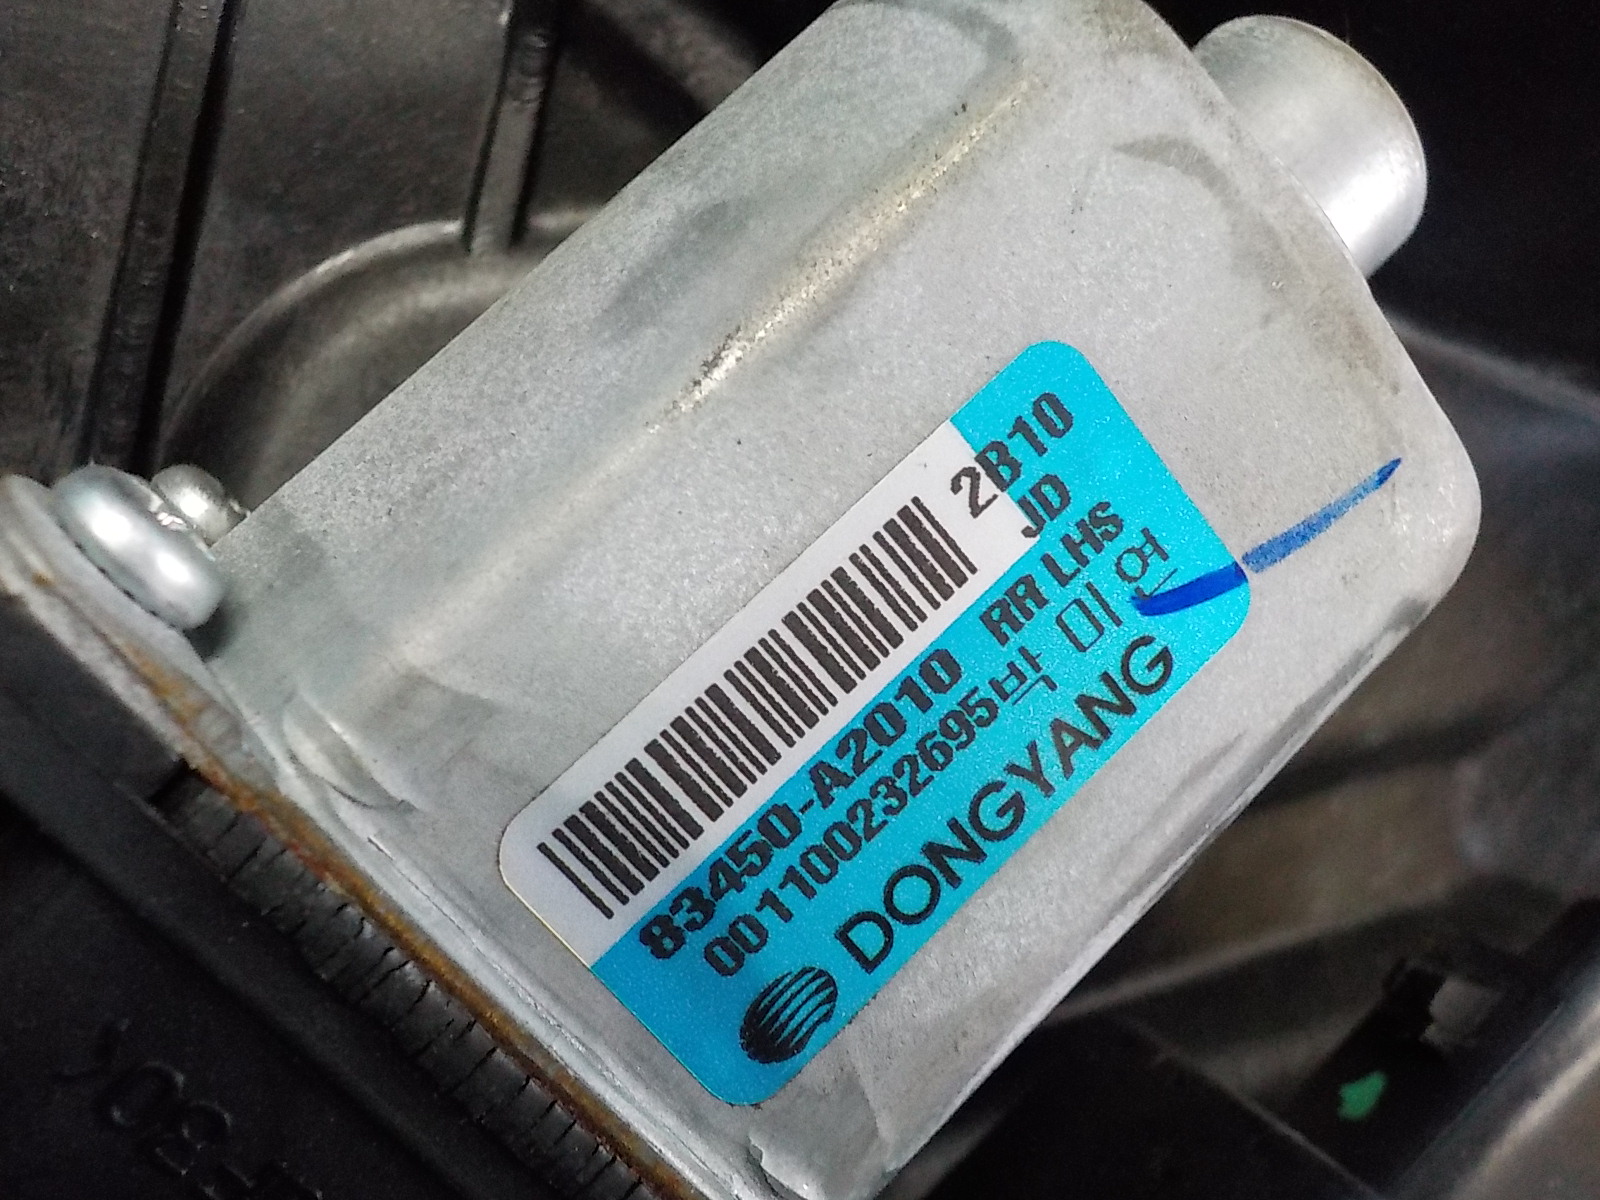 2B10
JD
83450-A2010 RR LHS
001100232695박 미 연
DONGYANG